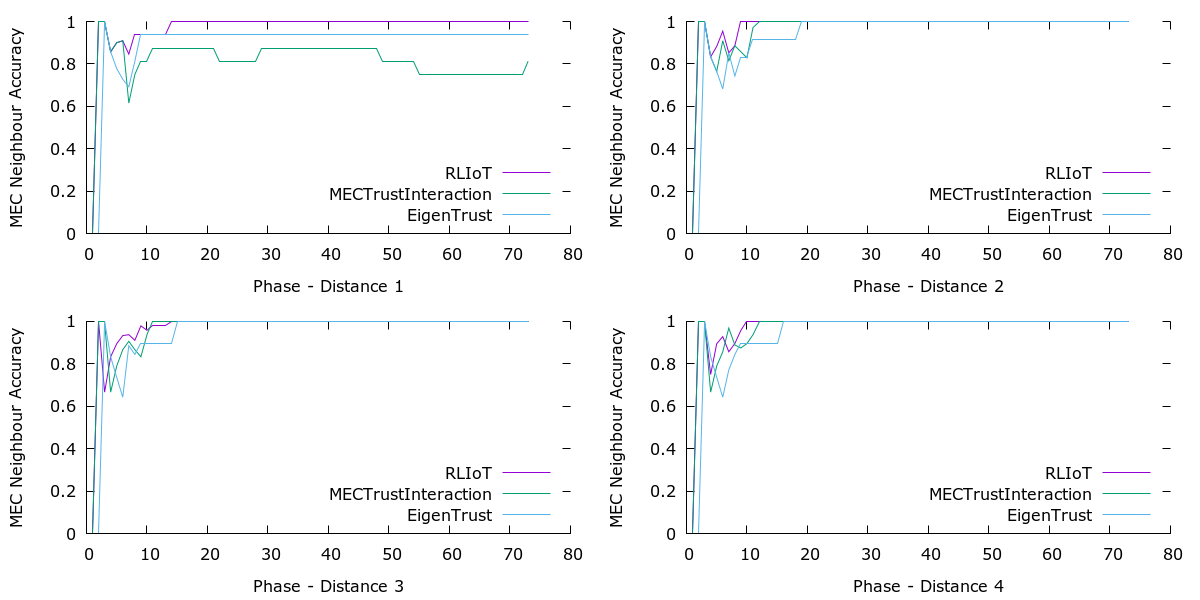 MEC Neighbour Accuracy
1
0.8
0.6
0.4
0.2
0
RLIoT
MECTrustInteraction
EigenTrust
0 10 20 30 40 50 60 70 80
Phase - Distance 1
MEC Neighbour Accuracy
1
0.8
0.6
0.4
0.2
0
RLIoT
MECTrustInteraction
EigenTrust
0 10 20 30 40 50 60 70 80
Phase - Distance 2
MEC Neighbour Accuracy
1
0.8
0.6
0.4
0.2
0
RLIoT
MECTrustInteraction
EigenTrust
0 10 20 30 40 50 60 70 80
Phase - Distance 3
MEC Neighbour Accuracy
1
0.8
0.6
0.4
0.2
0
RLIoT
MECTrustInteraction
EigenTrust
0 10 20 30 40 50 60 70 80
Phase - Distance 4